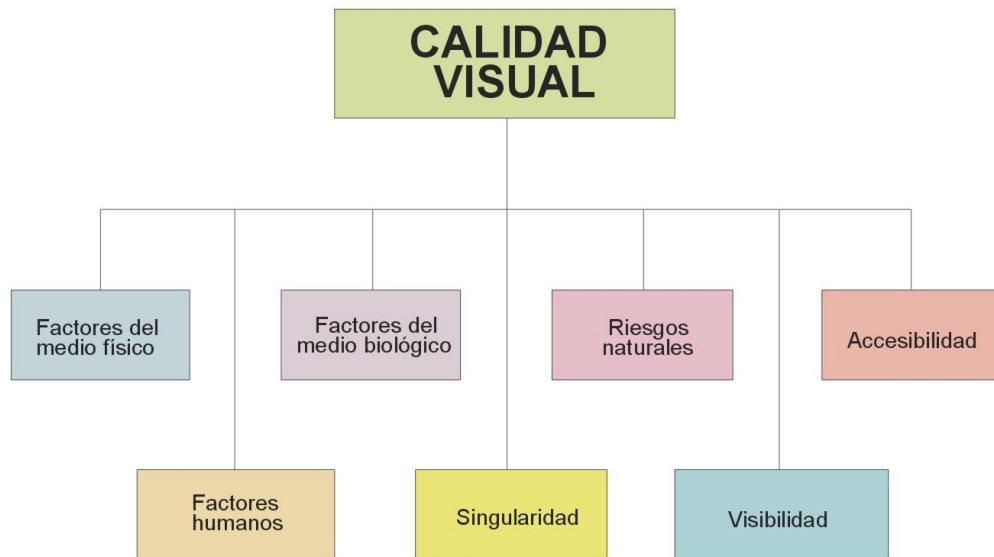 CALIDAD
VISUAL
Factores del
medio físico
Factores del
medio biológico
Riesgos
naturales
Accesibilidad
Factores
humanos
Singularidad
Visibilidad